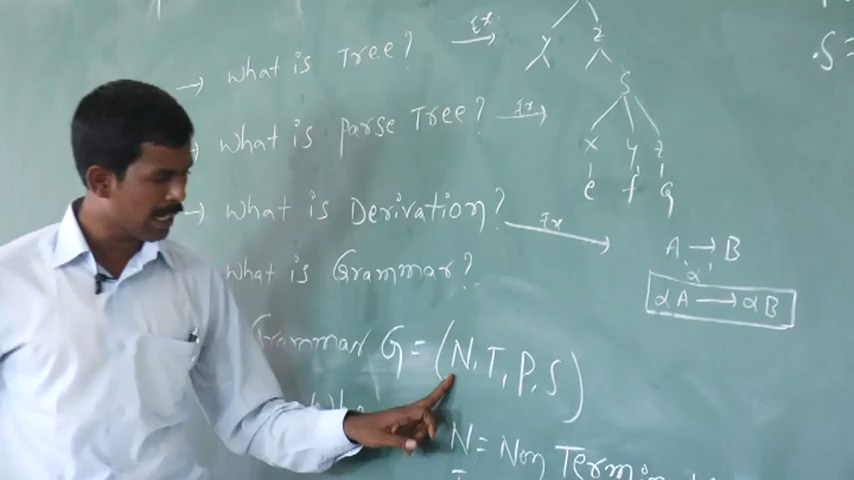 → What is Tree? Ex →
Y Z
→ What is Parse Tree? Ex →
S
x y z
e f g
→ What is Derivation? Ex →
A → B
'α'
αA → αB
What is Grammar?
Grammar G = (N, T, P, S)
N = Non Termin
S =